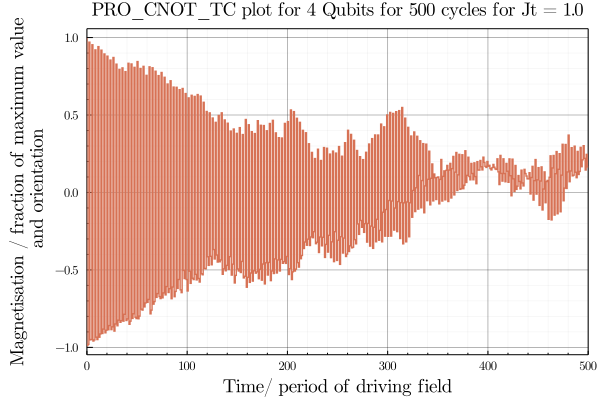 PRO_CNOT_TC plot for 4 Qubits for 500 cycles for Jt = 1.0
Magnetisation / fraction of maximum value
and orientation
1.0
0.5
0.0
−0.5
−1.0
0 100 200 300 400 500
Time/ period of driving field